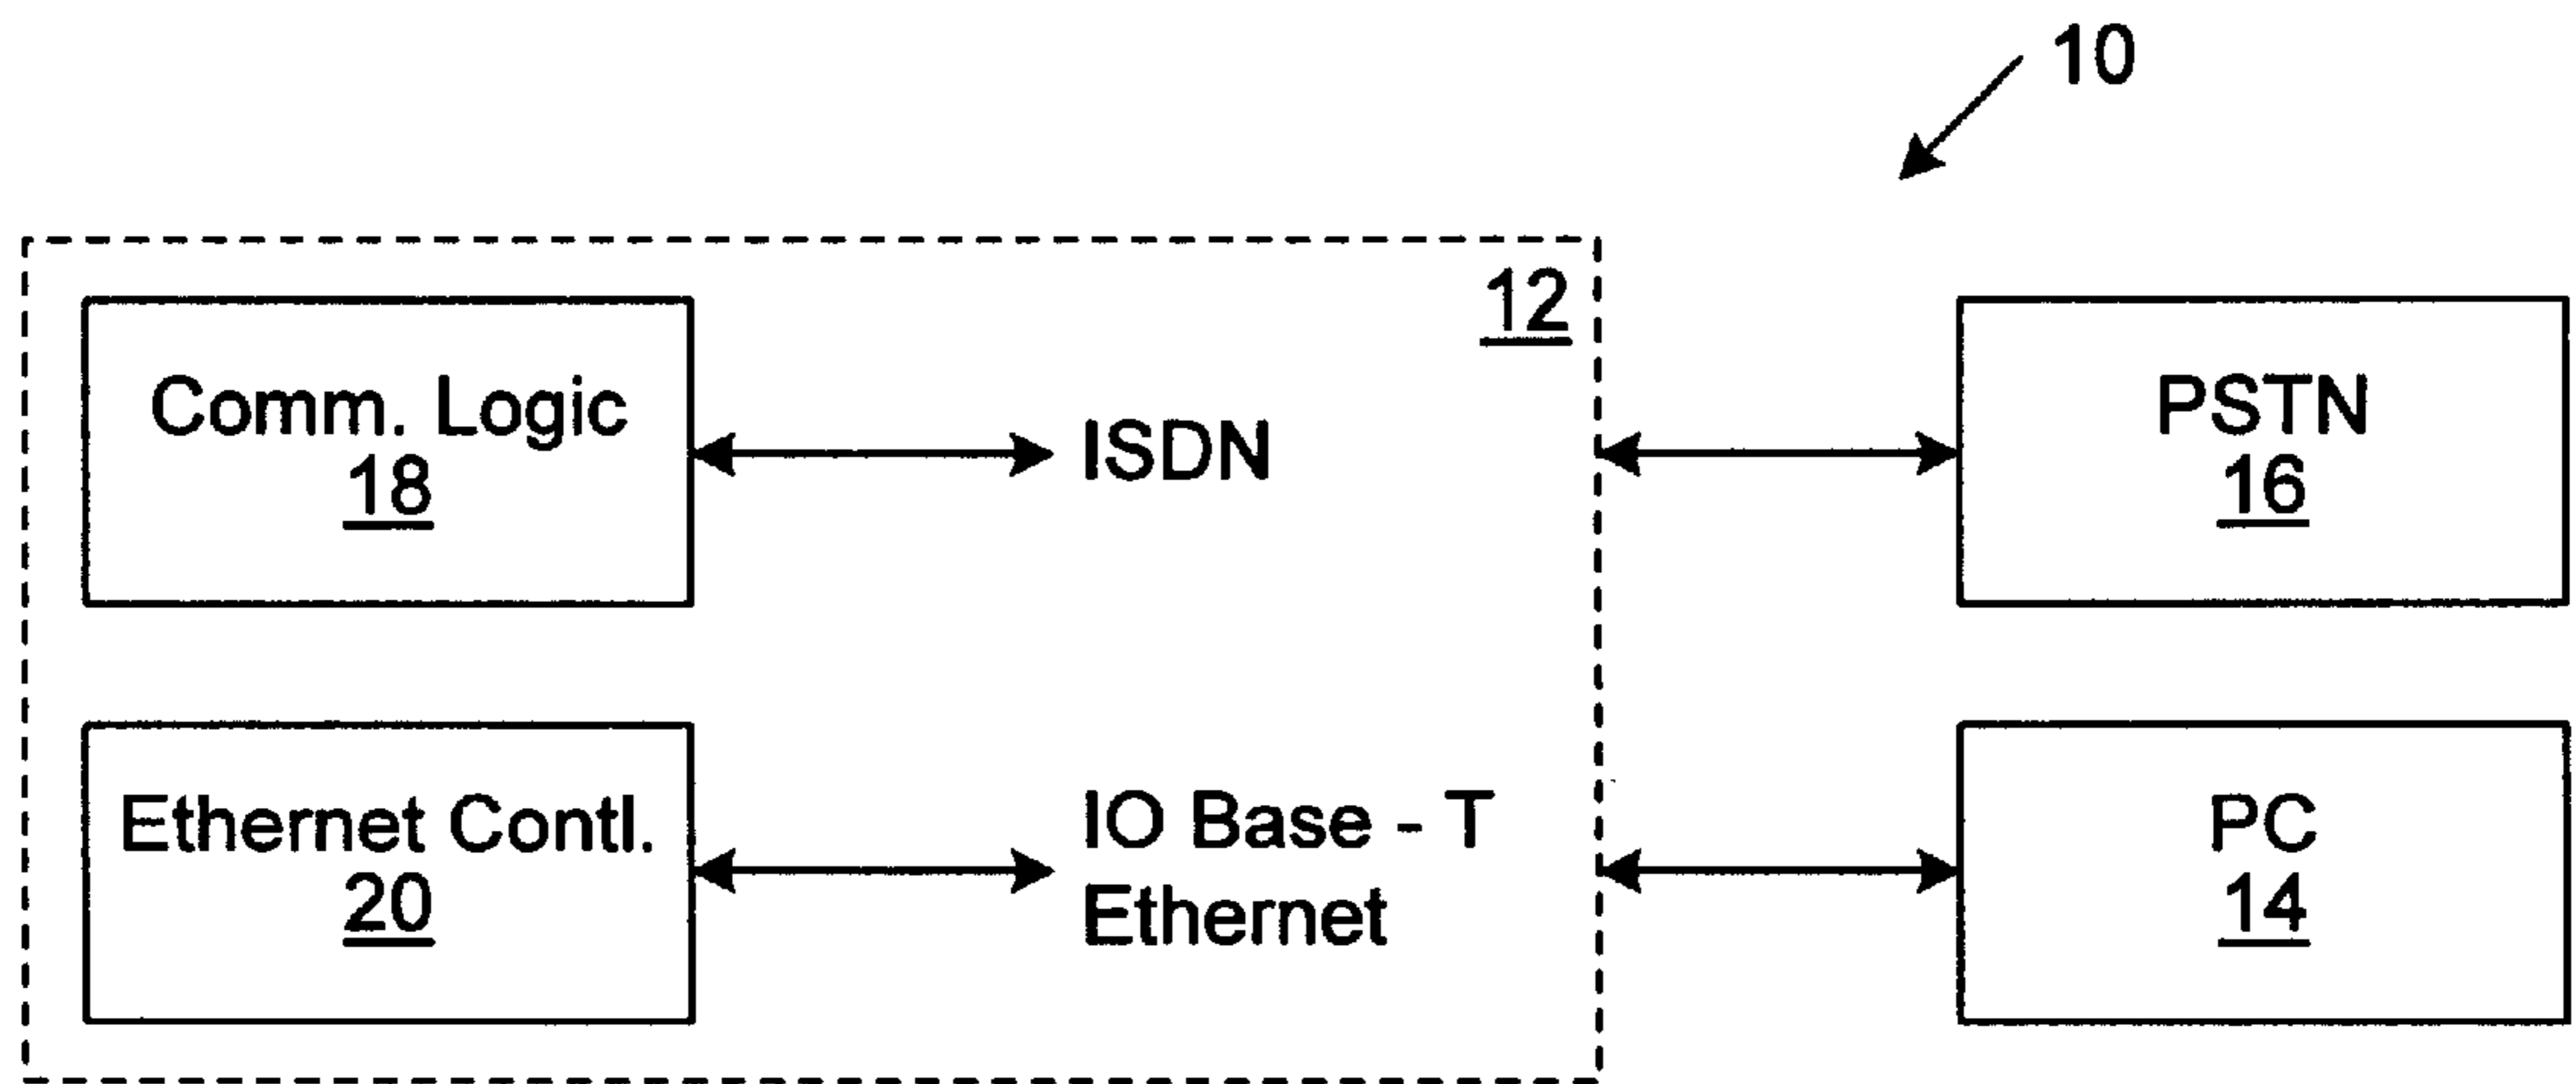 10
12
Comm. Logic
18
ISDN
PSTN
16
Ethernet Contl.
20
IO Base - T
Ethernet
PC
14